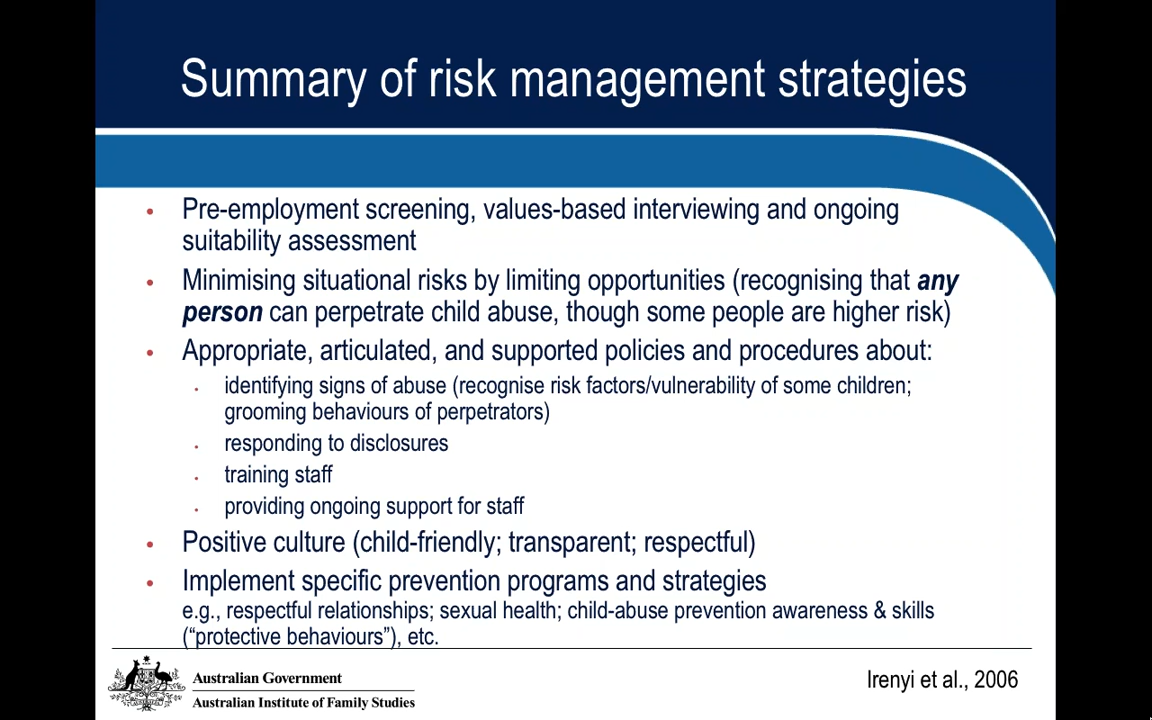 Summary of risk management strategies
• Pre-employment screening, values-based interviewing and ongoing
suitability assessment
• Minimising situational risks by limiting opportunities (recognising that any
person can perpetrate child abuse, though some people are higher risk)
• Appropriate, articulated, and supported policies and procedures about:
• identifying signs of abuse (recognise risk factors/vulnerability of some children;
grooming behaviours of perpetrators)
• responding to disclosures
• training staff
• providing ongoing support for staff
• Positive culture (child-friendly; transparent; respectful)
• Implement specific prevention programs and strategies
e.g., respectful relationships; sexual health; child-abuse prevention awareness & skills
(“protective behaviours”), etc.
Australian Government
Australian Institute of Family Studies
Irenyi et al., 2006